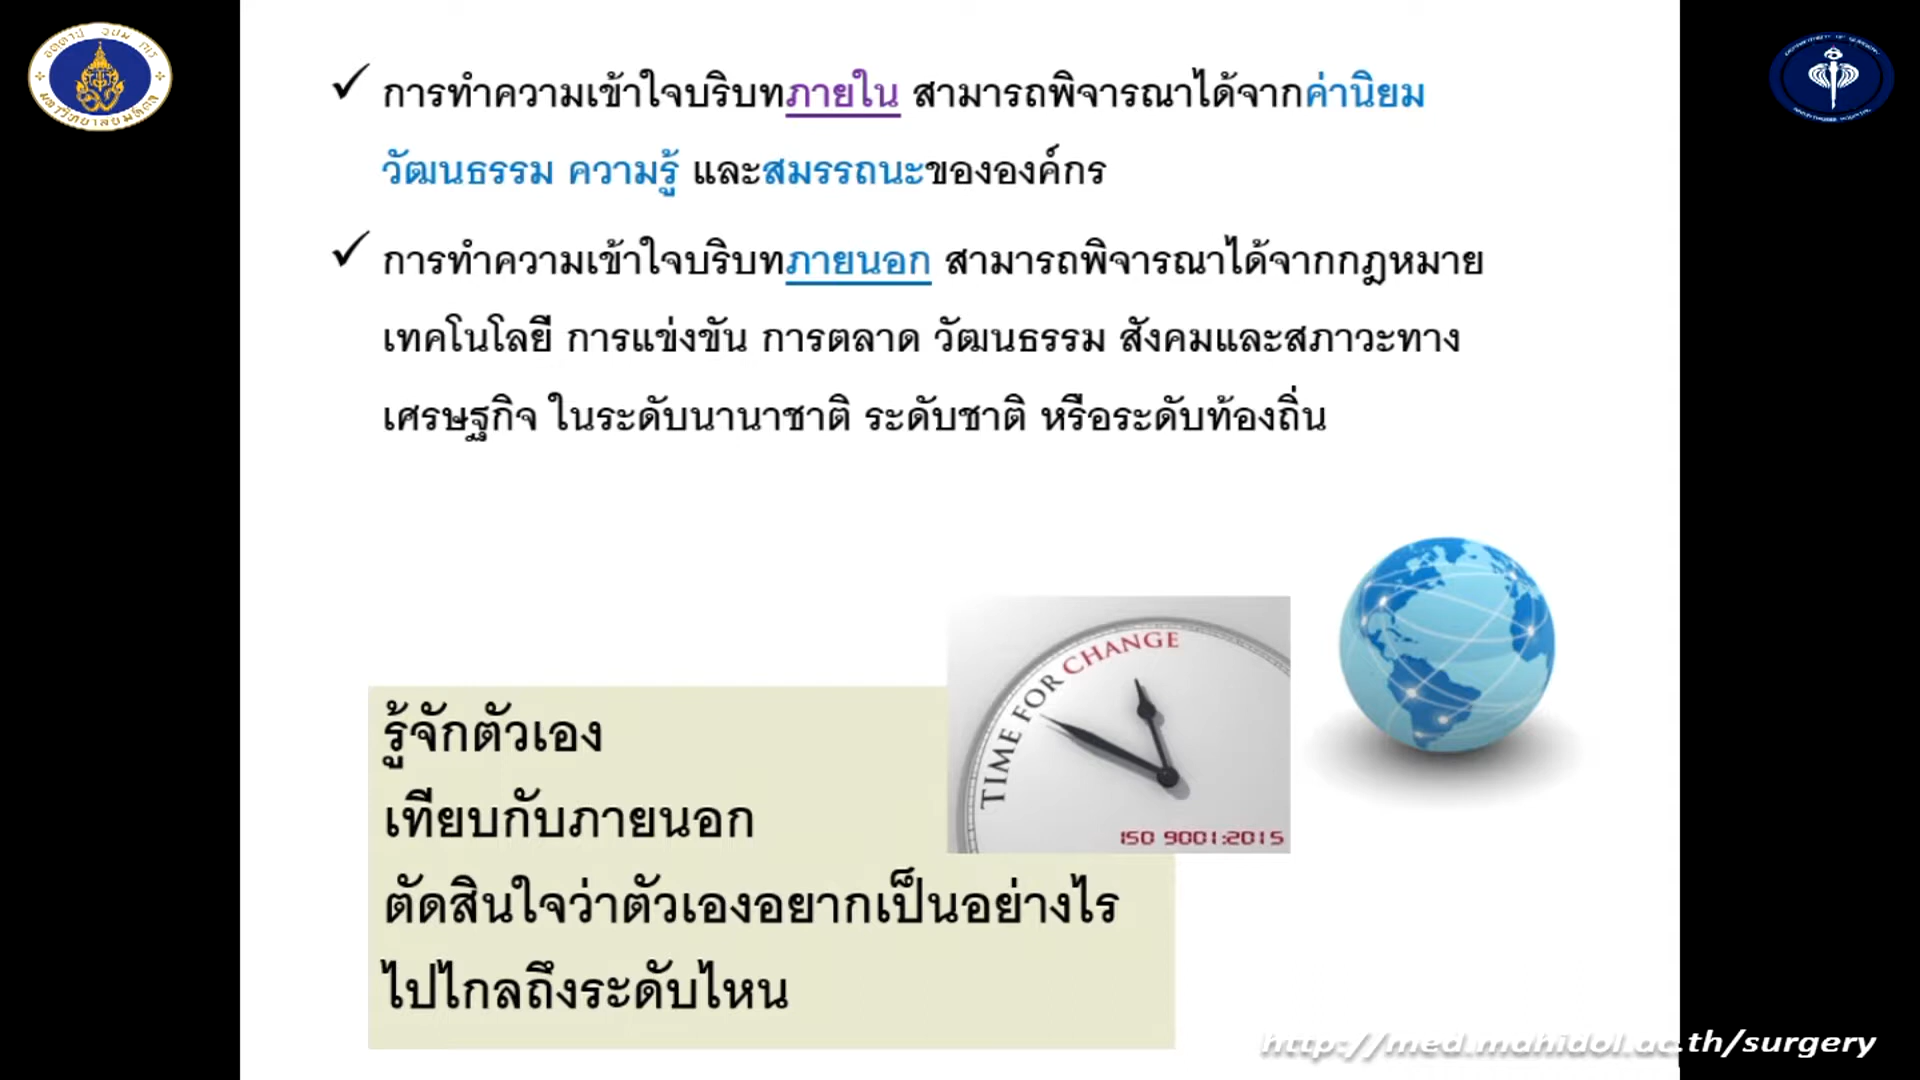 การทำความเข้าใจบริบทภายใน สามารถพิจารณาได้จากค่านิยม
วัฒนธรรม ความรู้ และสมรรถนะขององค์กร
การทำความเข้าใจบริบทภายนอก สามารถพิจารณาได้จากกฎหมาย
เทคโนโลยี การแข่งขัน การตลาด วัฒนธรรม สังคมและสภาวะทาง
เศรษฐกิจ ในระดับนานาชาติ ระดับชาติ หรือระดับท้องถิ่น
TIME FOR CHANGE
ISO 9001:2015
รู้จักตัวเอง
เทียบกับภายนอก
ตัดสินใจว่าตัวเองอยากเป็นอย่างไร
ไปไกลถึงระดับไหน
http://med.mahidol.ac.th/surgery